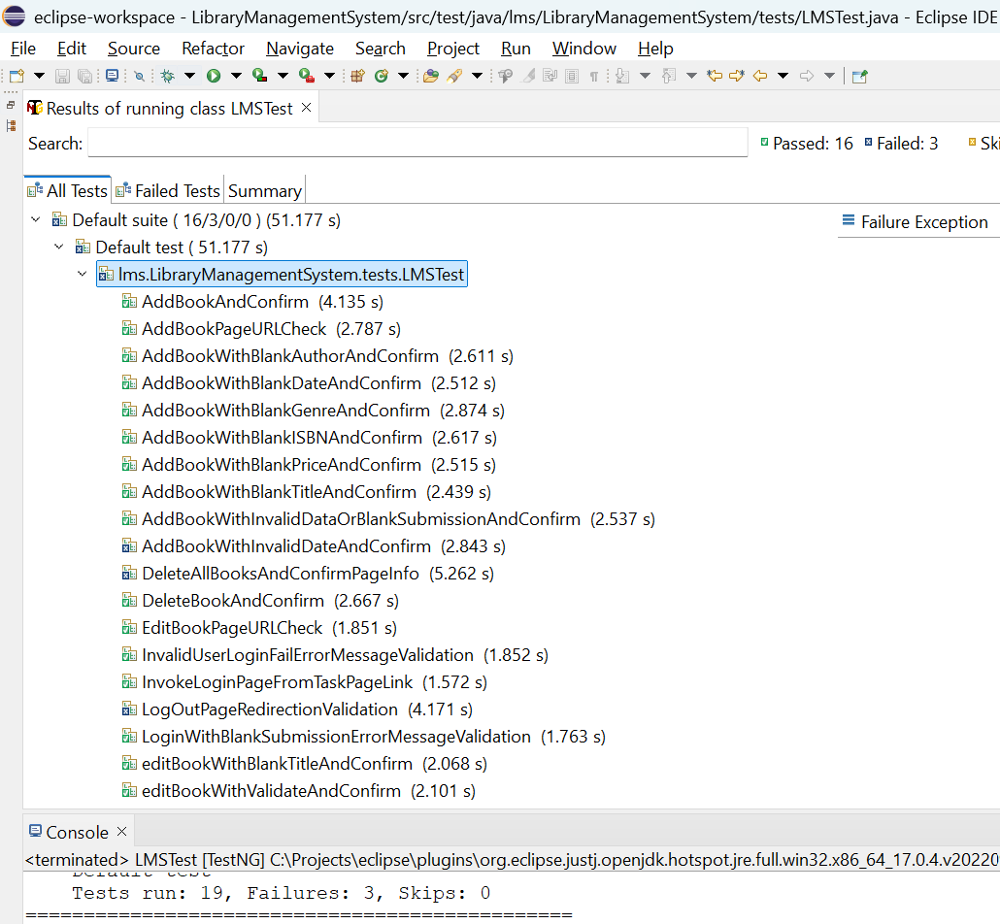 eclipse-workspace - LibraryManagementSystem/src/test/java/lms/LibraryManagementSystem/tests/LMSTest.java - Eclipse IDE
File Edit Source Refactor Navigate Search Project Run Window Help
Results of running class LMSTest
Search: Passed: 16 Failed: 3 Ski
All Tests Failed Tests Summary
Default suite ( 16/3/0/0 ) (51.177 s)
Failure Exception
Default test ( 51.177 s)
lms.LibraryManagementSystem.tests.LMSTest
AddBookAndConfirm (4.135 s)
AddBookPageURLCheck (2.787 s)
AddBookWithBlankAuthorAndConfirm (2.611 s)
AddBookWithBlankDateAndConfirm (2.512 s)
AddBookWithBlankGenreAndConfirm (2.874 s)
AddBookWithBlankISBNAndConfirm (2.617 s)
AddBookWithBlankPriceAndConfirm (2.515 s)
AddBookWithBlankTitleAndConfirm (2.439 s)
AddBookWithInvalidDataOrBlankSubmissionAndConfirm (2.537 s)
AddBookWithInvalidDateAndConfirm (2.843 s)
DeleteAllBooksAndConfirmPageInfo (5.262 s)
DeleteBookAndConfirm (2.667 s)
EditBookPageURLCheck (1.851 s)
InvalidUserLoginFailErrorMessageValidation (1.852 s)
InvokeLoginPageFromTaskPageLink (1.572 s)
LogOutPageRedirectionValidation (4.171 s)
LoginWithBlankSubmissionErrorMessageValidation (1.763 s)
editBookWithBlankTitleAndConfirm (2.068 s)
editBookWithValidateAndConfirm (2.101 s)
Console
<terminated> LMSTest [TestNG] C:\Projects\eclipse\plugins\org.eclipse.justj.openjdk.hotspot.jre.full.win32.x86_64_17.0.4.v20220
Default test
Tests run: 19, Failures: 3, Skips: 0
===============================================